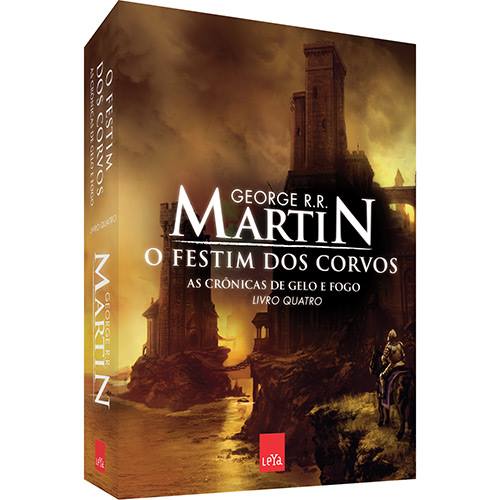 GEORGE R.R.
MARTIN
O FESTIM DOS CORVOS
AS CRÔNICAS DE GELO E FOGO
LIVRO QUATRO
LeYa
O FESTIM
DOS CORVOS
AS CRÔNICAS DE GELO E FOGO
LIVRO QUATRO
GEORGE R.R.
MARTIN
LeYa